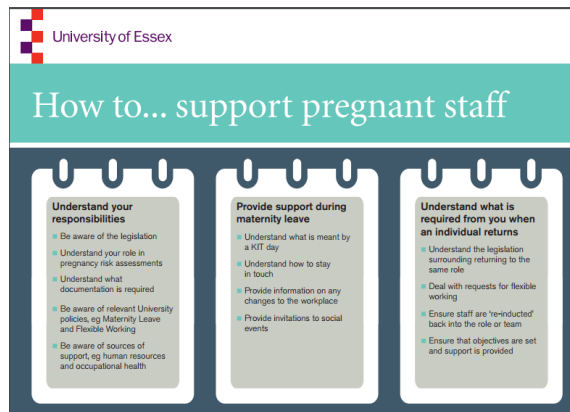 University of Essex
How to... support pregnant staff
Understand your
responsibilities
Be aware of the legislation
Understand your role in
pregnancy risk assessments
Understand what
documentation is required
Be aware of relevant University
policies, eg Maternity Leave
and Flexible Working
Be aware of sources of
support, eg human resources
and occupational health
Provide support during
maternity leave
Understand what is meant by
a KIT day
Understand how to stay
in touch
Provide information on any
changes to the workplace
Provide invitations to social
events
Understand what is
required from you when
an individual returns
Understand the legislation
surrounding returning to the
same role
Deal with requests for flexible
working
Ensure staff are ‘re-inducted’
back into the role or team
Ensure that objectives are set
and support is provided